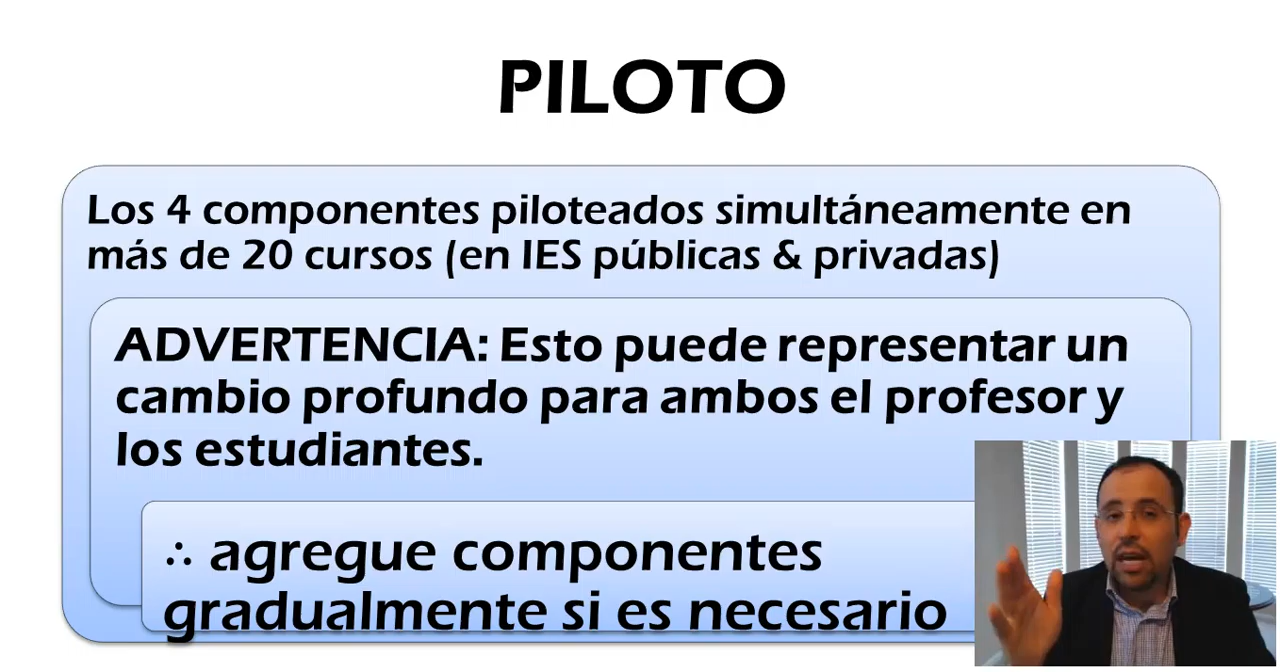 PILOTO
Los 4 componentes piloteados simultáneamente en
más de 20 cursos (en IES públicas & privadas)
ADVERTENCIA: Esto puede representar un
cambio profundo para ambos el profesor y
los estudiantes.
∴ agregue componentes
gradualmente si es necesario